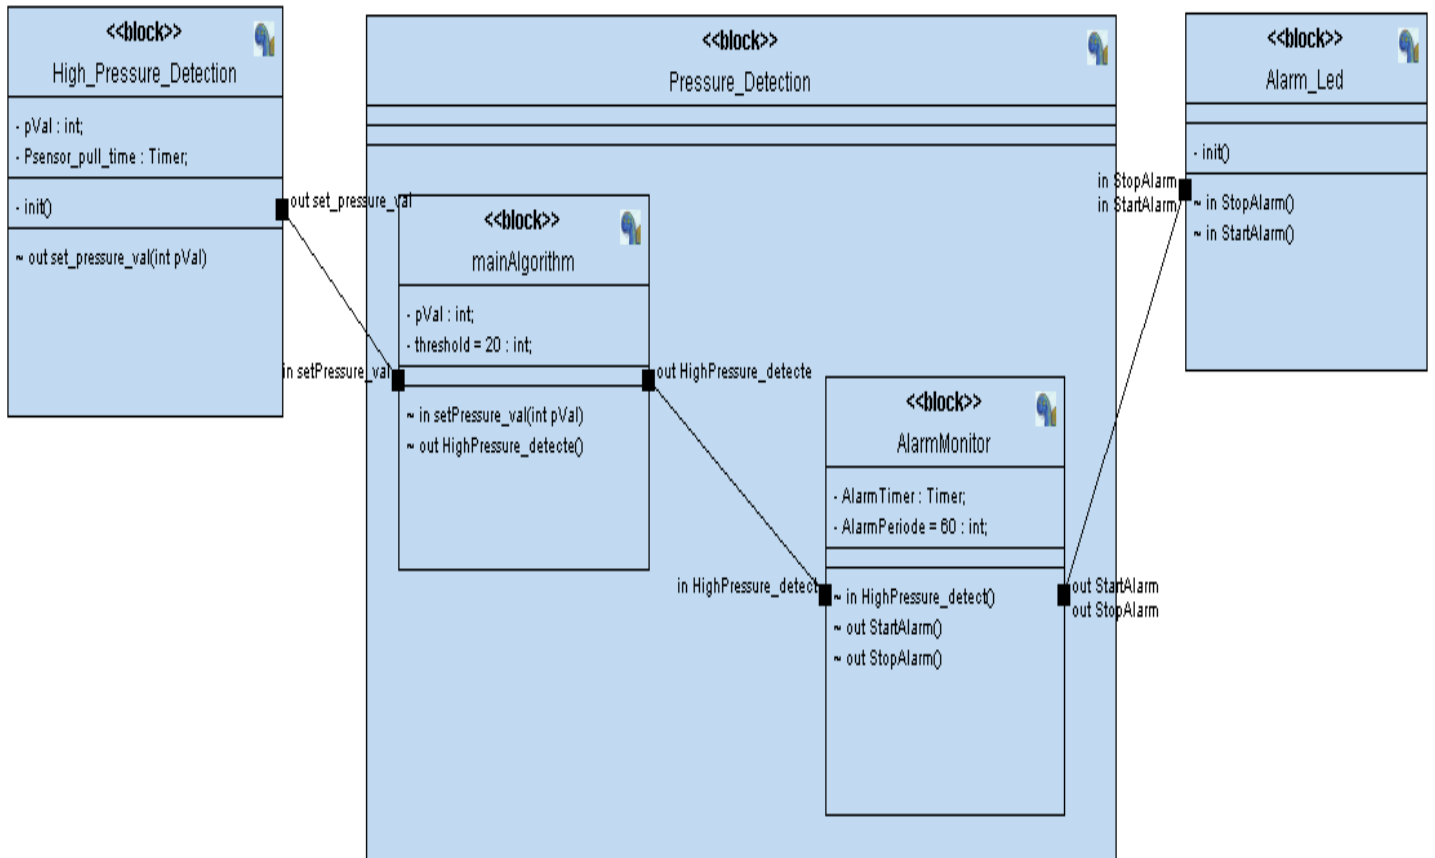 <<block>>
High_Pressure_Detection
- pVal : int;
- Psensor_pull_time : Timer;
- init()
~ out set_pressure_val(int pVal)
out set_pressure_val
<<block>>
Pressure_Detection
in setPressure_val
<<block>>
mainAlgorithm
- pVal : int;
- threshold = 20 : int;
~ in setPressure_val(int pVal)
~ out HighPressure_detecte()
out HighPressure_detecte
in HighPressure_detect
<<block>>
AlarmMonitor
- AlarmTimer : Timer;
- AlarmPeriode = 60 : int;
~ in HighPressure_detect()
~ out StartAlarm()
~ out StopAlarm()
out StartAlarm
out StopAlarm
in StopAlarm
in StartAlarm
<<block>>
Alarm_Led
- init()
~ in StopAlarm()
~ in StartAlarm()